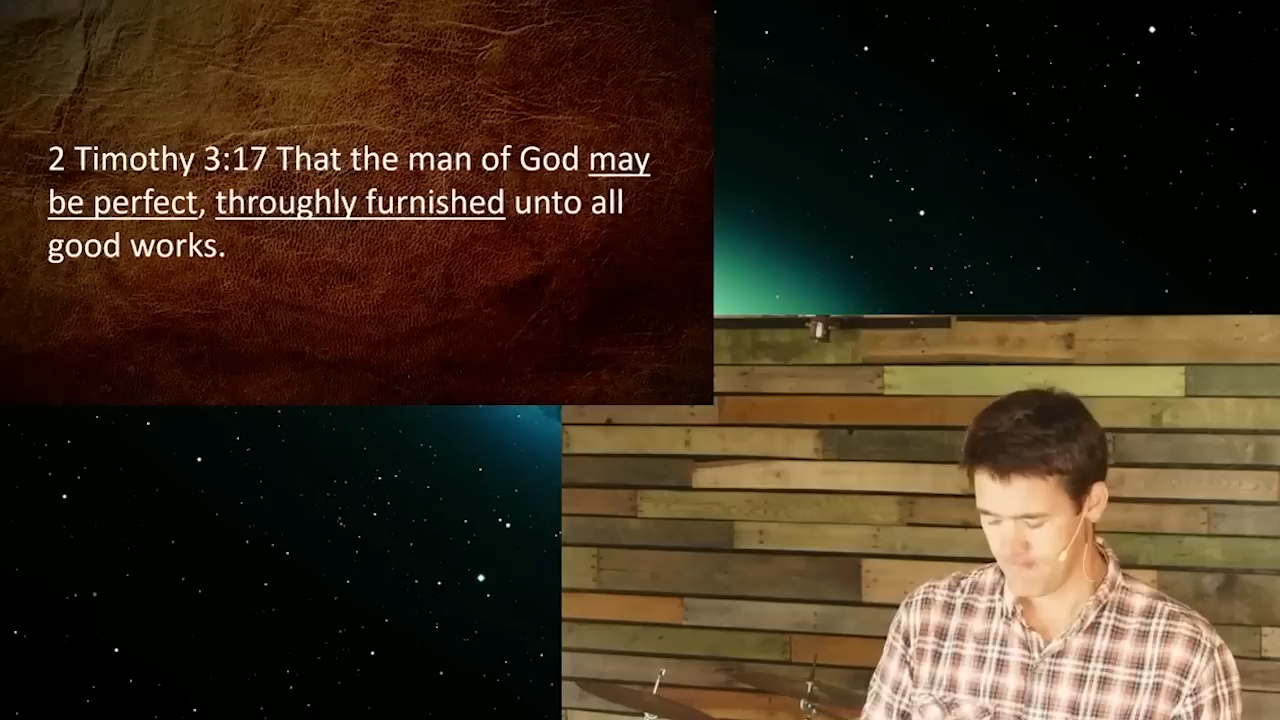 2 Timothy 3:17 That the man of God may
be perfect, throughly furnished unto all
good works.